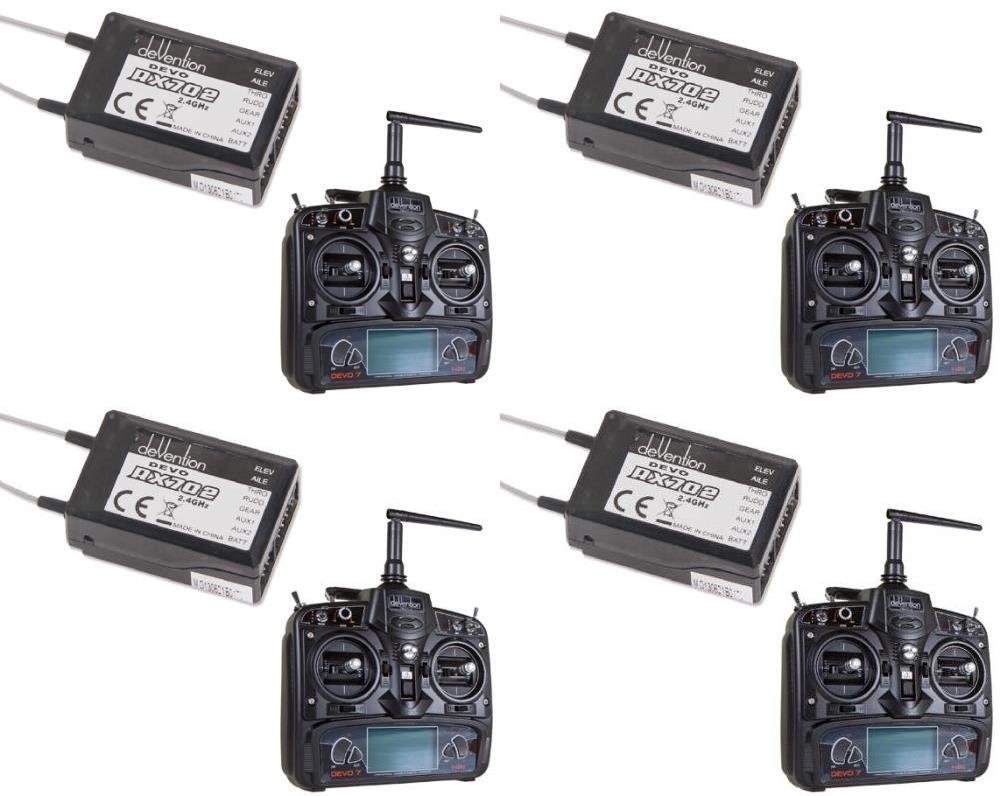 deVention
DEVO
RX702
2.4GHz
CE
MADE IN CHINA
ELEV
AILE
THRO
RUDD
GEAR
AUX1
AUX2
BATT
deVention
DEVO 7
deVention
DEVO
RX702
2.4GHz
CE
MADE IN CHINA
ELEV
AILE
THRO
RUDD
GEAR
AUX1
AUX2
BATT
deVention
DEVO 7
deVention
DEVO
RX702
2.4GHz
CE
MADE IN CHINA
ELEV
AILE
THRO
RUDD
GEAR
AUX1
AUX2
BATT
deVention
DEVO 7
deVention
DEVO
RX702
2.4GHz
CE
MADE IN CHINA
ELEV
AILE
THRO
RUDD
GEAR
AUX1
AUX2
BATT
deVention
DEVO 7